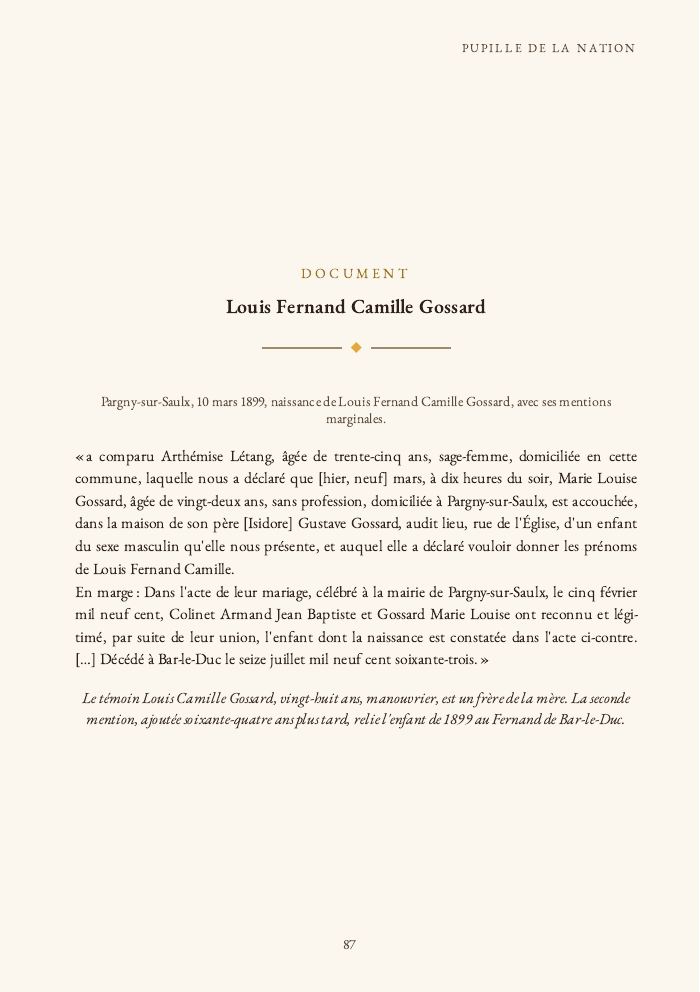 PUPILLE DE LA NATION
DOCUMENT
Louis Fernand Camille Gossard
Pargny-sur-Saulx, 10 mars 1899, naissance de Louis Fernand Camille Gossard, avec ses mentions
marginales.
« a comparu Arthémise Létang, âgée de trente-cinq ans, sage-femme, domiciliée en cette
commune, laquelle nous a déclaré que [hier, neuf] mars, à dix heures du soir, Marie Louise
Gossard, âgée de vingt-deux ans, sans profession, domiciliée à Pargny-sur-Saulx, est accouchée,
dans la maison de son père [Isidore] Gustave Gossard, audit lieu, rue de l'Église, d'un enfant
du sexe masculin qu'elle nous présente, et auquel elle a déclaré vouloir donner les prénoms
de Louis Fernand Camille.
En marge : Dans l'acte de leur mariage, célébré à la mairie de Pargny-sur-Saulx, le cinq février
mil neuf cent, Colinet Armand Jean Baptiste et Gossard Marie Louise ont reconnu et légi-
timé, par suite de leur union, l'enfant dont la naissance est constatée dans l'acte ci-contre.
[...] Décédé à Bar-le-Duc le seize juillet mil neuf cent soixante-trois. »
Le témoin Louis Camille Gossard, vingt-huit ans, manouvrier, est un frère de la mère. La seconde
mention, ajoutée soixante-quatre ans plus tard, relie l'enfant de 1899 au Fernand de Bar-le-Duc.
87